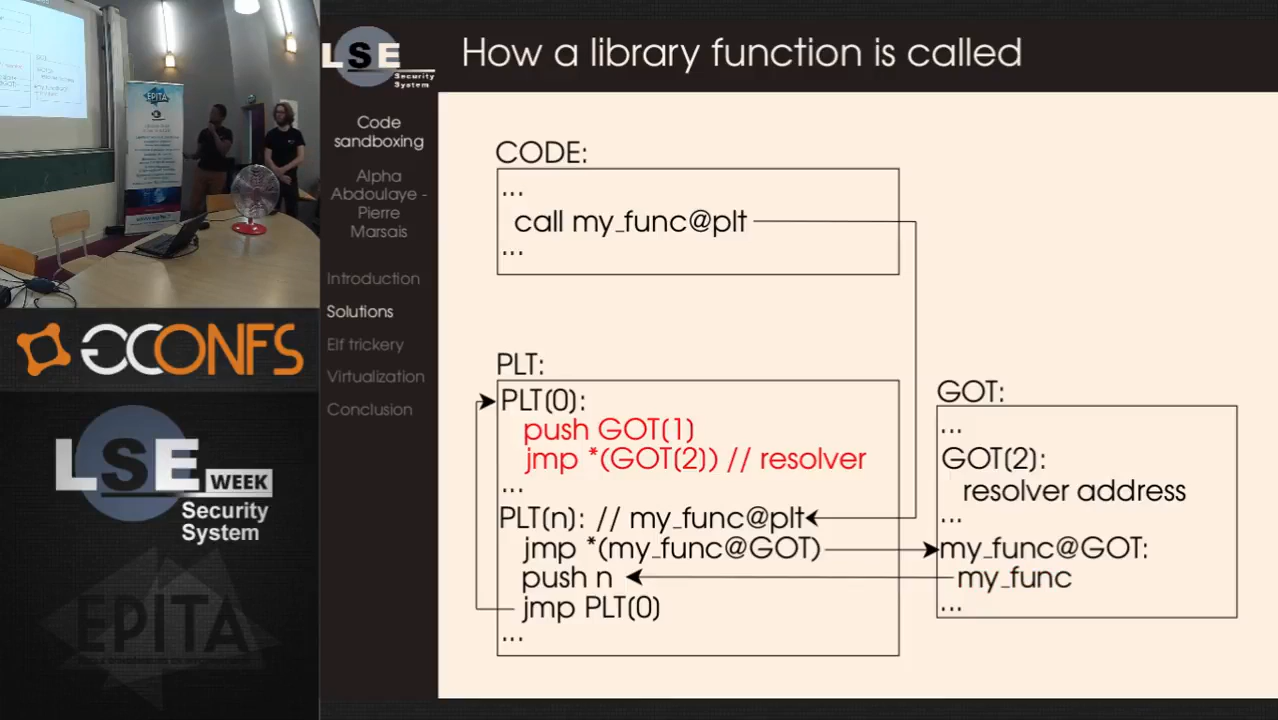 How a library function is called
LSE
Security
System
Code
sandboxing
Alpha
Abdoulaye -
Pierre
Marsais
Introduction
Solutions
Elf trickery
Virtualization
Conclusion
CODE:
...
call my_func@plt
...
PLT:
PLT(0):
push GOT(1)
jmp *(GOT(2)) // resolver
...
PLT(n): // my_func@plt
jmp *(my_func@GOT)
push n
jmp PLT(0)
...
GOT:
...
GOT(2):
resolver address
...
my_func@GOT:
my_func
...
EPITA
GCONFS
LSE
WEEK
Security
System
EPITA